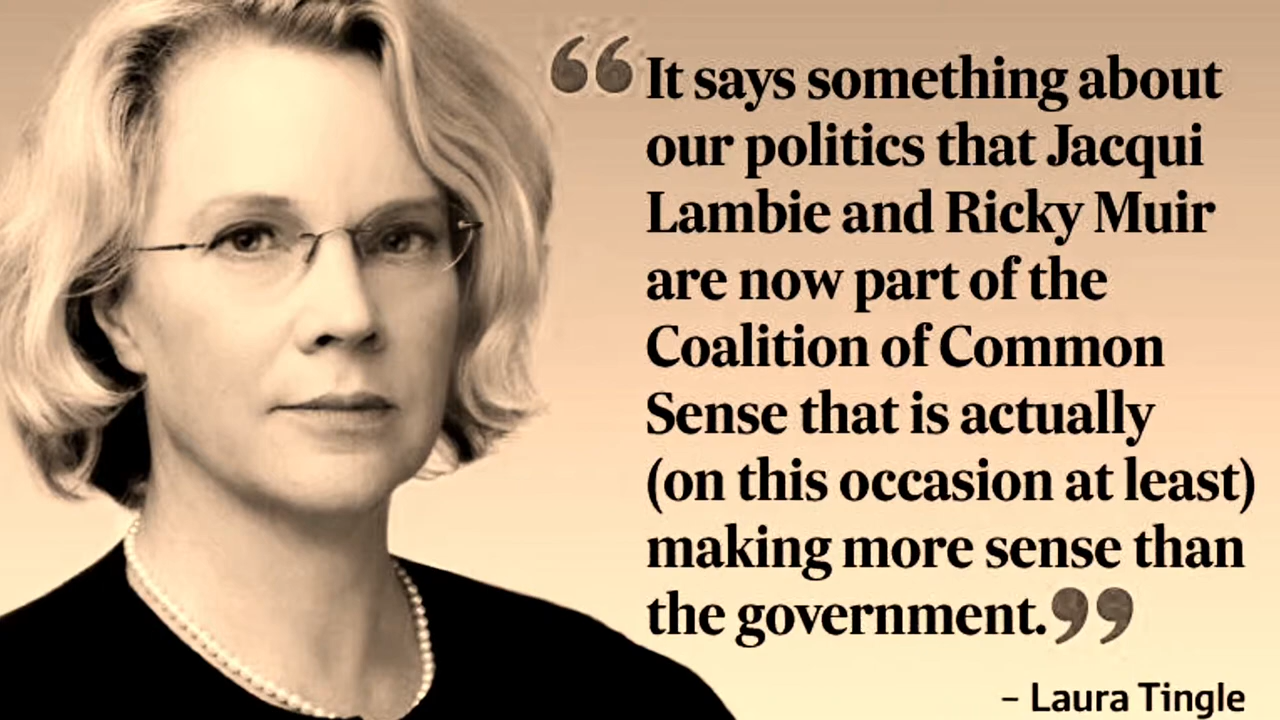 “It says something about
our politics that Jacqui
Lambie and Ricky Muir
are now part of the
Coalition of Common
Sense that is actually
(on this occasion at least)
making more sense than
the government.”
– Laura Tingle